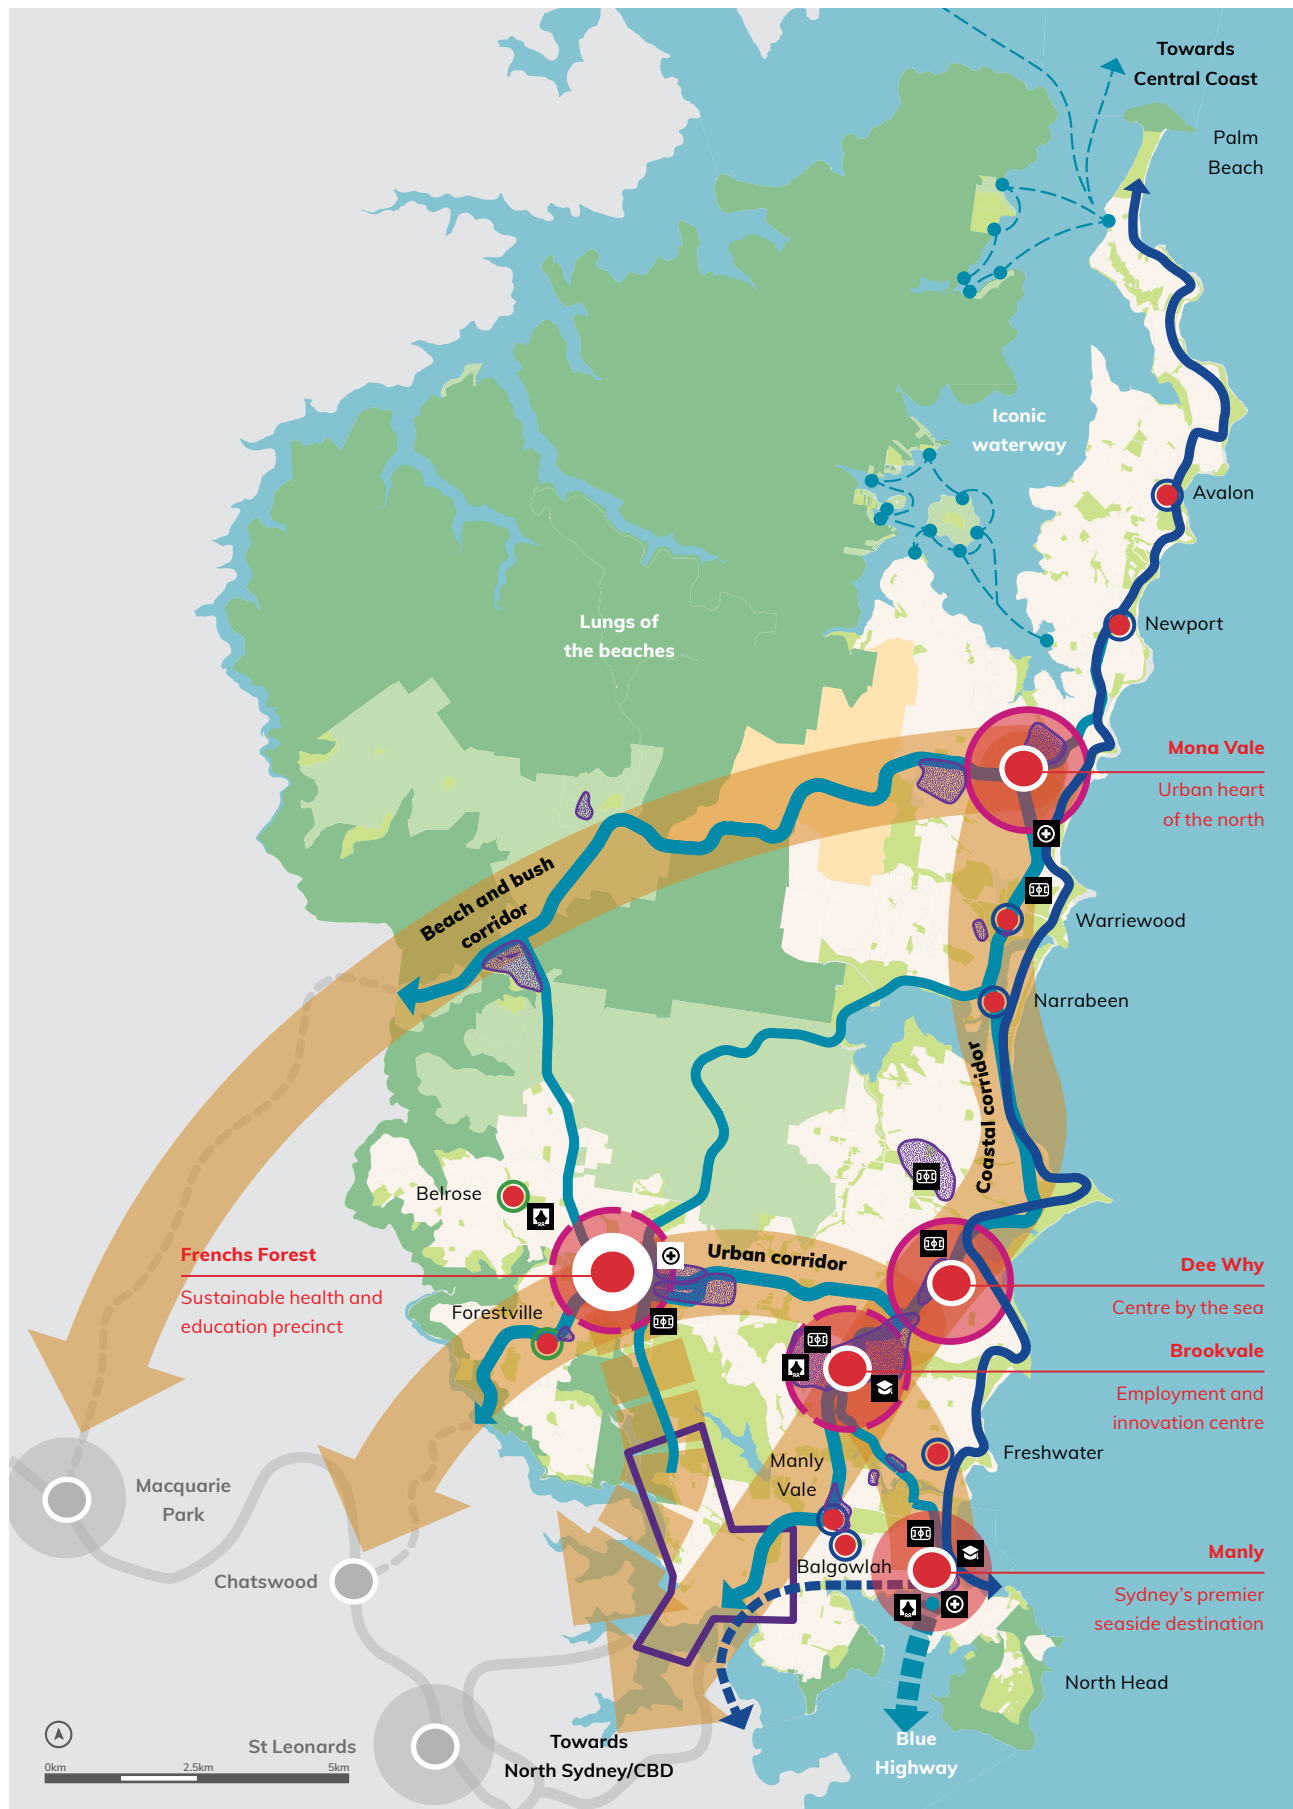 Towards
Central Coast
Palm
Beach
Iconic
waterway
Avalon
Newport
Lungs of
the beaches
Mona Vale
Urban heart
of the north
Beach and bush
corridor
Warriewood
Narrabeen
Coastal corridor
Belrose
Frenchs Forest
Sustainable health and
education precinct
Urban corridor
Forestville
Dee Why
Centre by the sea
Brookvale
Employment and
innovation centre
Freshwater
Manly
Vale
Macquarie
Park
Balgowlah
Chatswood
Manly
Sydney's premier
seaside destination
North Head
St Leonards
Towards
North Sydney/CBD
Blue
Highway
0km 2.5km 5km